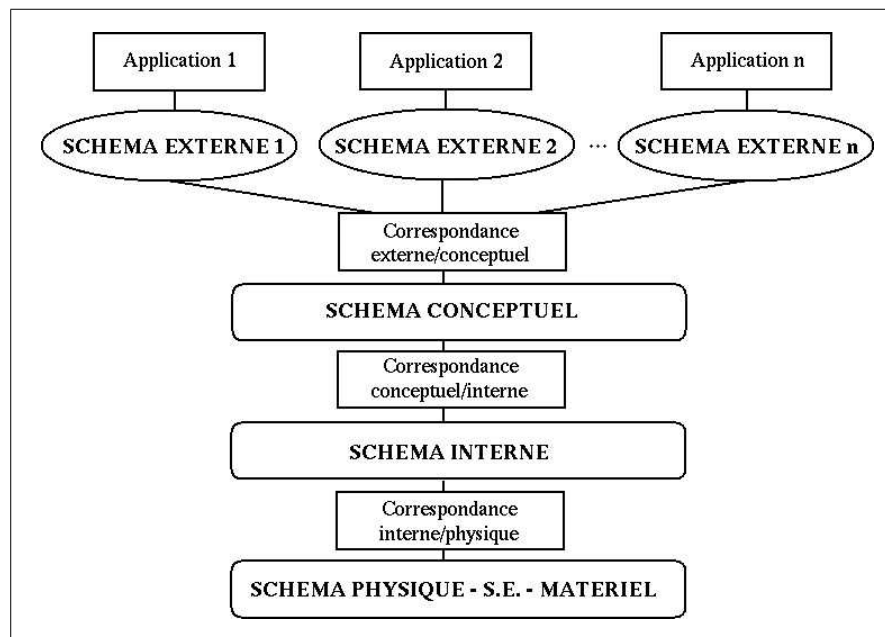 Application 1
Application 2
Application n
SCHEMA EXTERNE 1
SCHEMA EXTERNE 2
...
SCHEMA EXTERNE n
Correspondance
externe/conceptuel
SCHEMA CONCEPTUEL
Correspondance
conceptuel/interne
SCHEMA INTERNE
Correspondance
interne/physique
SCHEMA PHYSIQUE - S.E. - MATERIEL